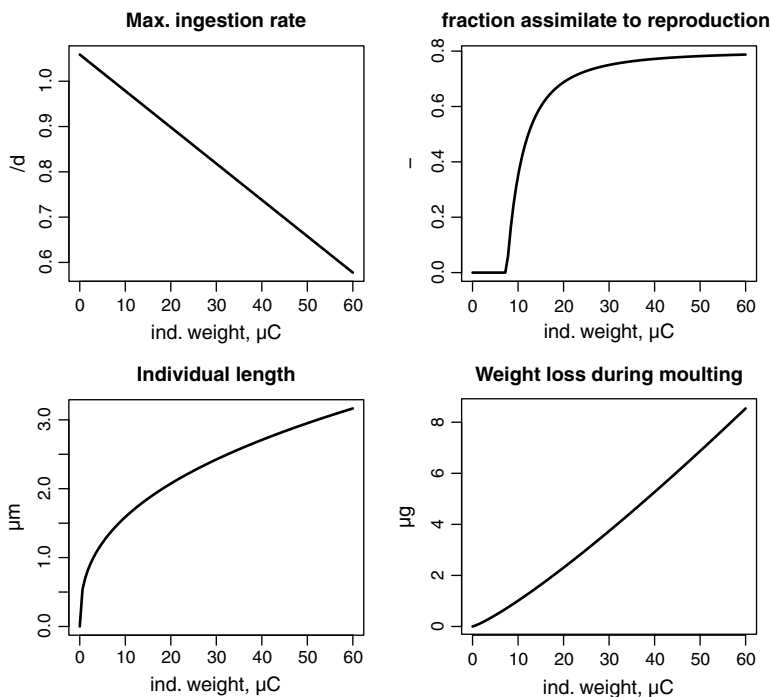 Max. ingestion rate
/d
0.6 0.7 0.8 0.9 1.0
0 10 20 30 40 50 60
ind. weight, µC
fraction assimilate to reproduction
–
0.0 0.2 0.4 0.6 0.8
0 10 20 30 40 50 60
ind. weight, µC
Individual length
µm
0.0 1.0 2.0 3.0
0 10 20 30 40 50 60
ind. weight, µC
Weight loss during moulting
µg
0 2 4 6 8
0 10 20 30 40 50 60
ind. weight, µC